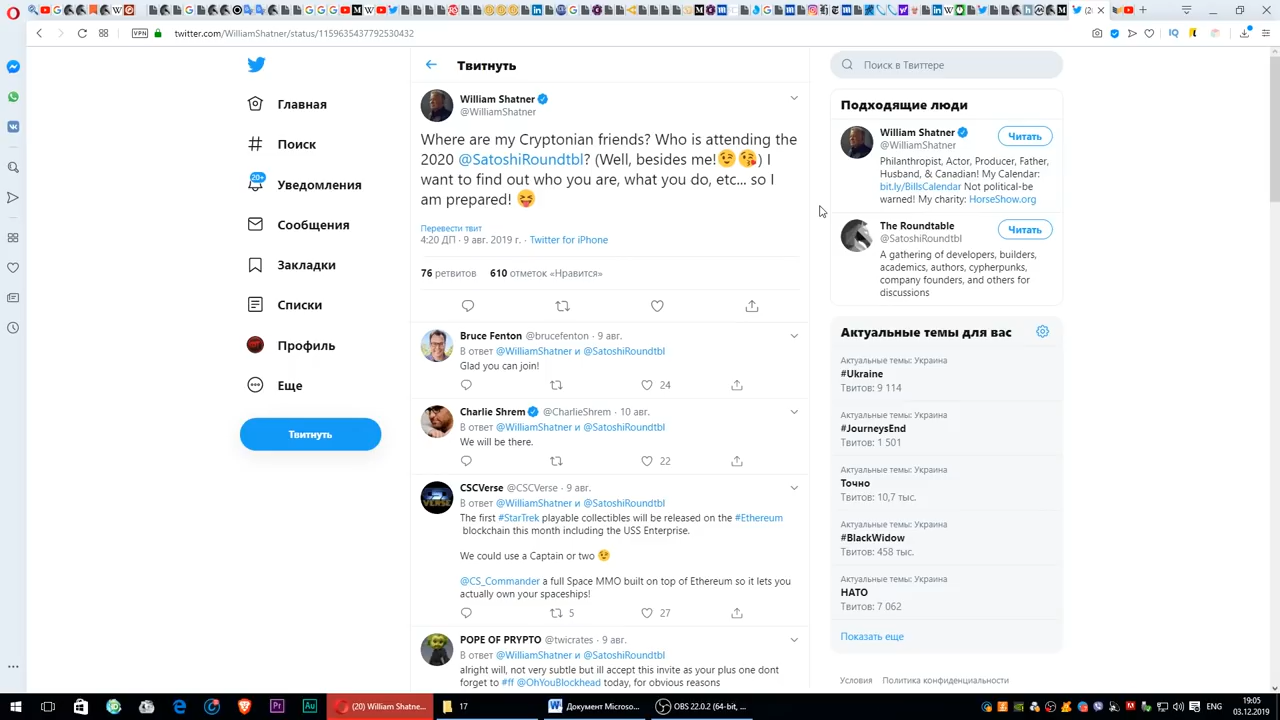 VPN
twitter.com/WilliamShatner/status/1159635437792530432
Главная
Поиск
20+
Уведомления
Сообщения
Закладки
Списки
Профиль
Еще
Твитнуть
Твитнуть
William Shatner
@WilliamShatner
Where are my Cryptonian friends? Who is attending the
2020 @SatoshiRoundtbl? (Well, besides me!😉😘) I
want to find out who you are, what you do, etc... so I
am prepared! 😝
Перевести твит
4:20 ДП · 9 авг. 2019 г. · Twitter for iPhone
76 ретвитов 610 отметок «Нравится»
Bruce Fenton @brucefenton · 9 авг.
В ответ @WilliamShatner и @SatoshiRoundtbl
Glad you can join!
24
Charlie Shrem @CharlieShrem · 10 авг.
В ответ @WilliamShatner и @SatoshiRoundtbl
We will be there.
22
CSCVerse @CSCVerse · 9 авг.
В ответ @WilliamShatner и @SatoshiRoundtbl
The first #StarTrek playable collectibles will be released on the #Ethereum
blockchain this month including the USS Enterprise.
We could use a Captain or two 😉
@CS_Commander a full Space MMO built on top of Ethereum so it lets you
actually own your spaceships!
5 27
POPE OF PRYPTO @twicrates · 9 авг.
В ответ @WilliamShatner и @SatoshiRoundtbl
alright will, not very subtle but ill accept this invite as your plus one dont
forget to #ff @OhYouBlockhead today, for obvious reasons
Поиск в Твиттере
Подходящие люди
William Shatner
@WilliamShatner
Читать
Philanthropist, Actor, Producer, Father,
Husband, & Canadian! My Calendar:
bit.ly/BillsCalendar Not political-be
warned! My charity: HorseShow.org
The Roundtable
@SatoshiRoundtbl
Читать
A gathering of developers, builders,
academics, authors, cypherpunks,
company founders, and others for
discussions
Актуальные темы для вас
Актуальные темы: Украина
#Ukraine
Твитов: 9 114
Актуальные темы: Украина
#JourneysEnd
Твитов: 1 501
Актуальные темы: Украина
Точно
Твитов: 10,7 тыс.
Актуальные темы: Украина
#BlackWidow
Твитов: 458 тыс.
Актуальные темы: Украина
НАТО
Твитов: 7 062
Показать еще
Условия Политика конфиденциальности
(20) William Shatne...
17
Документ Microso...
OBS 22.0.2 (64-bit, ...
ENG
19:05
03.12.2019